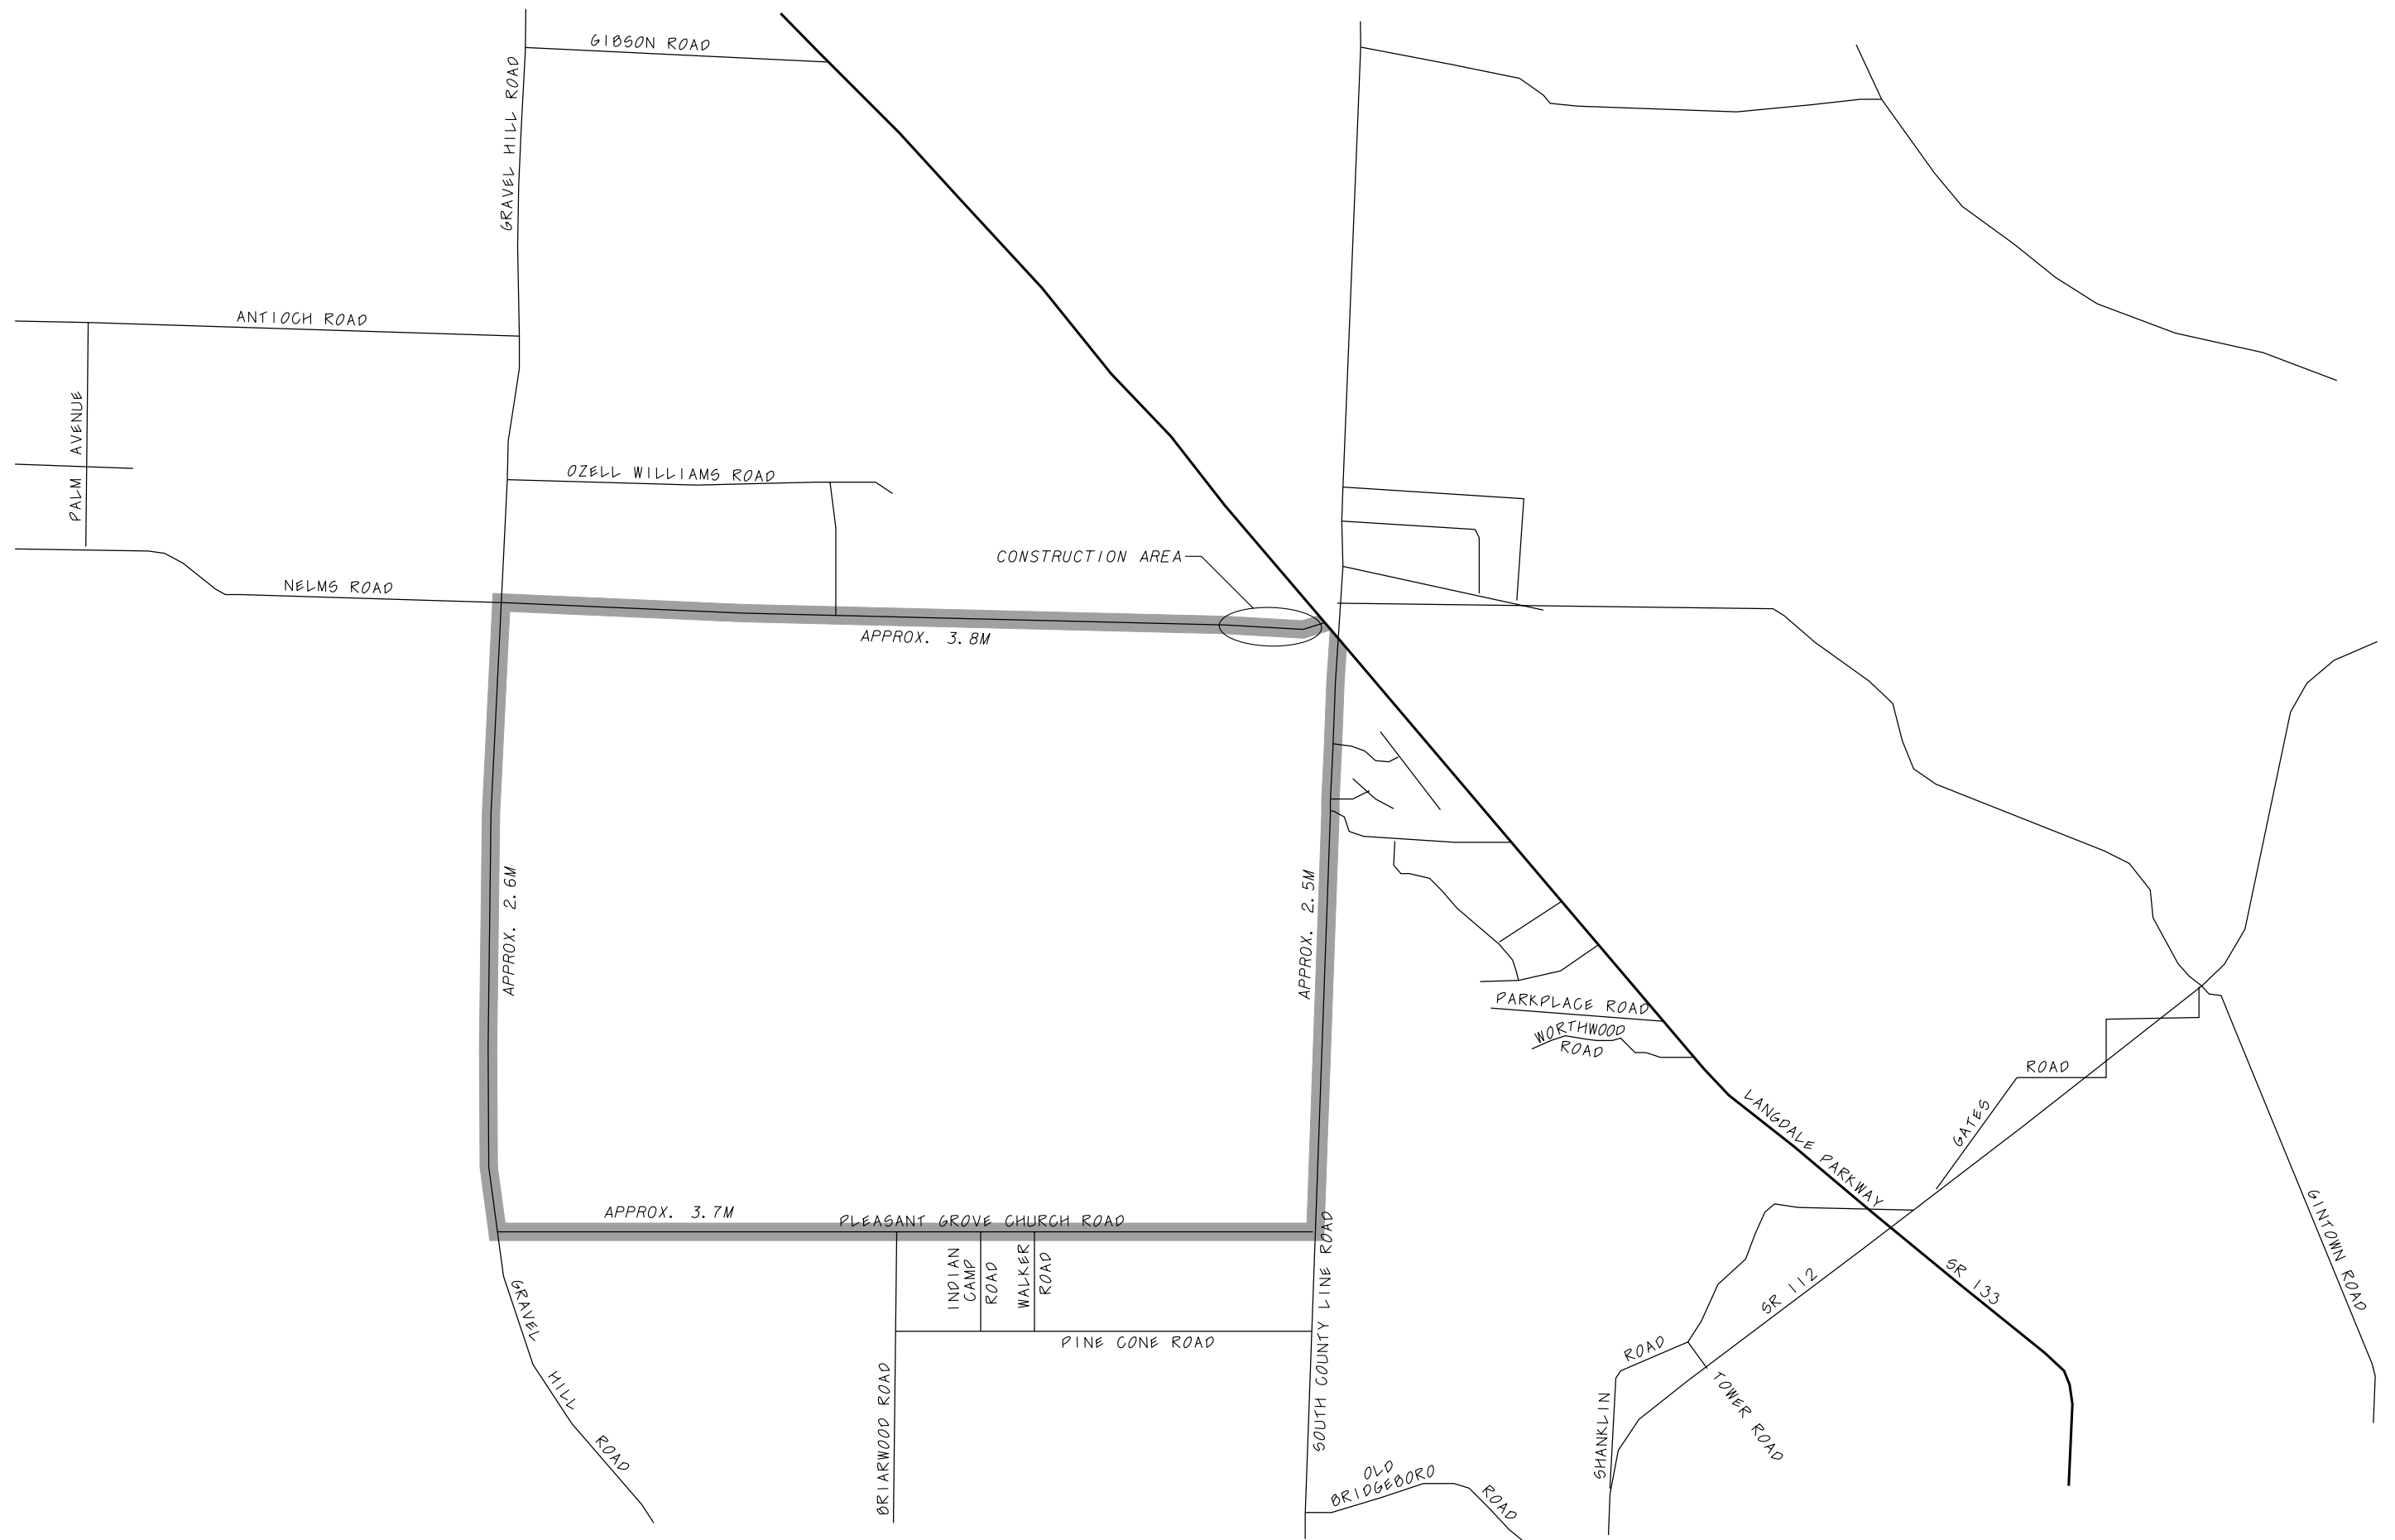 GIBSON ROAD
GRAVEL HILL ROAD
ANTIOCH ROAD
PALM AVENUE
OZELL WILLIAMS ROAD
CONSTRUCTION AREA
NELMS ROAD
APPROX. 3.8M
APPROX. 2.6M
APPROX. 2.5M
PARKPLACE ROAD
WORTHWOOD
ROAD
LANGDALE PARKWAY
GATES
ROAD
GINTOWN ROAD
APPROX. 3.7M
PLEASANT GROVE CHURCH ROAD
INDIAN
CAMP
ROAD
WALKER
ROAD
SOUTH COUNTY LINE ROAD
PINE CONE ROAD
SR 112
SR 133
GRAVEL
HILL
ROAD
BRIARWOOD ROAD
SHANKLIN
ROAD
TOWER ROAD
OLD
BRIDGEBORO
ROAD